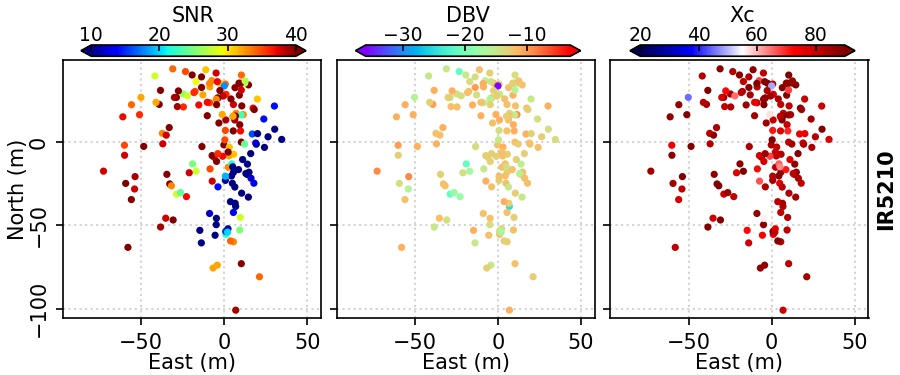 SNR DBV Xc
10 20 30 40 −30 −20 −10 20 40 60 80
North (m)
0
−50
−100
−50 0 50 −50 0 50 −50 0 50
East (m) East (m) East (m)
IR5210